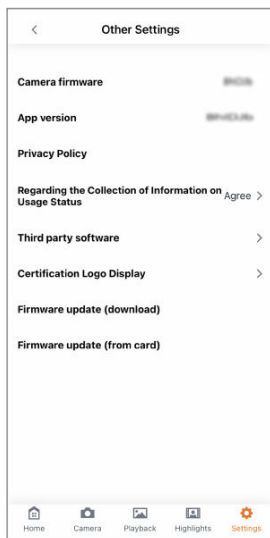 Other Settings
Camera firmware
App version
Privacy Policy
Regarding the Collection of Information on
Usage Status
Agree
Third party software
Certification Logo Display
Firmware update (download)
Firmware update (from card)
Home Camera Playback Highlights Settings